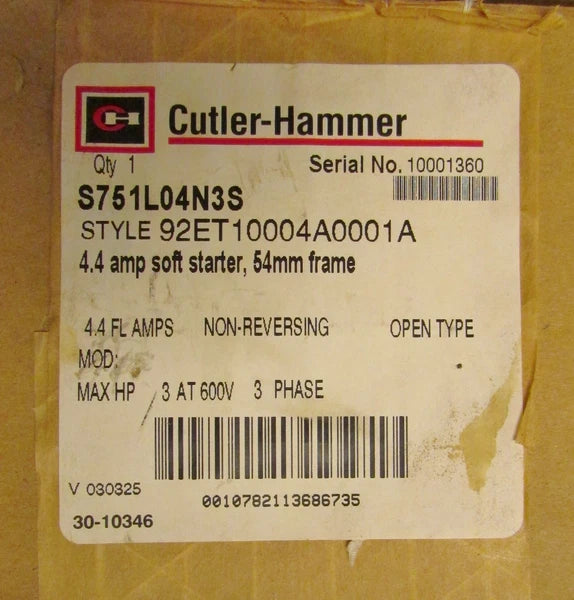 CH
Cutler-Hammer
Qty 1
Serial No. 10001360
S751L04N3S
STYLE 92ET10004A0001A
4.4 amp soft starter, 54mm frame
4.4 FL AMPS NON-REVERSING OPEN TYPE
MOD:
MAX HP 3 AT 600V 3 PHASE
V 030325
0010782113686735
30-10346